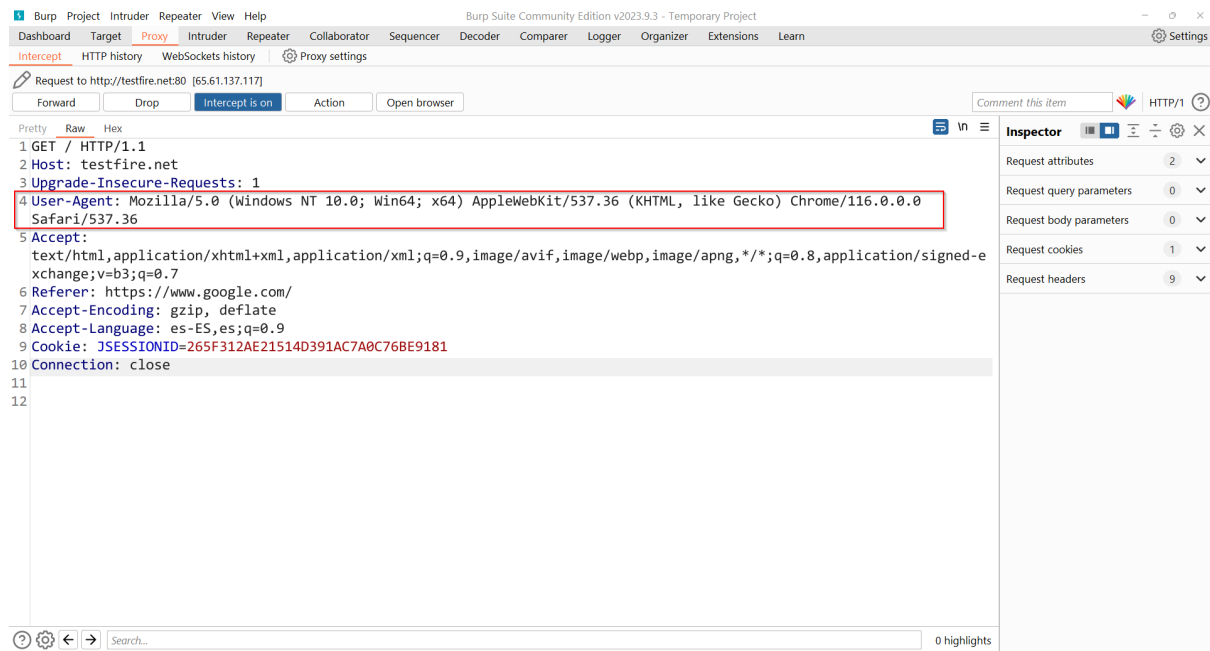 Burp Project Intruder Repeater View Help Burp Suite Community Edition v2023.9.3 - Temporary Project
Dashboard Target Proxy Intruder Repeater Collaborator Sequencer Decoder Comparer Logger Organizer Extensions Learn Settings
Intercept HTTP history WebSockets history Proxy settings
Request to http://testfire.net:80 [65.61.137.117]
Forward Drop Intercept is on Action Open browser Comment this item HTTP/1 ?
Pretty Raw Hex \n Inspector
1 GET / HTTP/1.1
2 Host: testfire.net
3 Upgrade-Insecure-Requests: 1
4 User-Agent: Mozilla/5.0 (Windows NT 10.0; Win64; x64) AppleWebKit/537.36 (KHTML, like Gecko) Chrome/116.0.0.0
Safari/537.36
5 Accept:
text/html,application/xhtml+xml,application/xml;q=0.9,image/avif,image/webp,image/apng,*/*;q=0.8,application/signed-e
xchange;v=b3;q=0.7
6 Referer: https://www.google.com/
7 Accept-Encoding: gzip, deflate
8 Accept-Language: es-ES,es;q=0.9
9 Cookie: JSESSIONID=265F312AE21514D391AC7A0C76BE9181
10 Connection: close
11
12
Request attributes 2
Request query parameters 0
Request body parameters 0
Request cookies 1
Request headers 9
? Search... 0 highlights